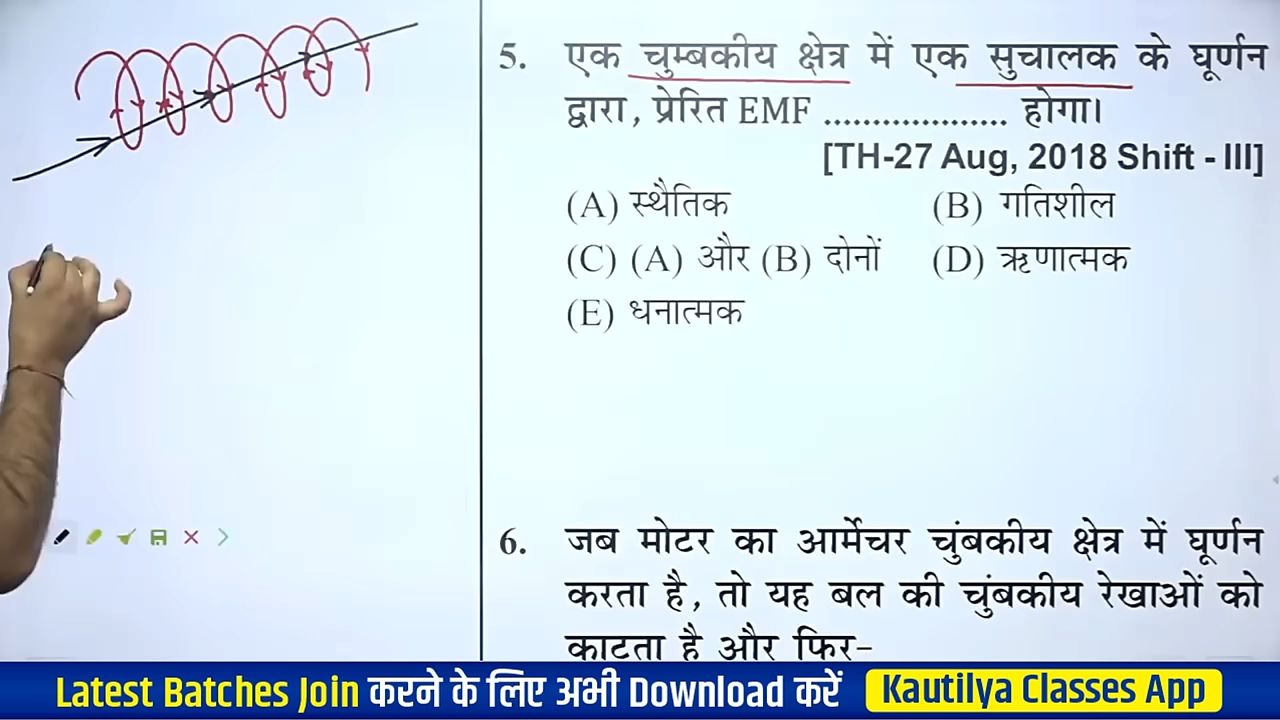 5. एक चुम्बकीय क्षेत्र में एक सुचालक के घूर्णन
द्वारा, प्रेरित EMF ................... होगा।
[TH-27 Aug, 2018 Shift - III]
(A) स्थैतिक (B) गतिशील
(C) (A) और (B) दोनों (D) ऋणात्मक
(E) धनात्मक
6. जब मोटर का आर्मेचर चुंबकीय क्षेत्र में घूर्णन
करता है, तो यह बल की चुंबकीय रेखाओं को
काटता है और फिर-
Latest Batches Join करने के लिए अभी Download करें Kautilya Classes App